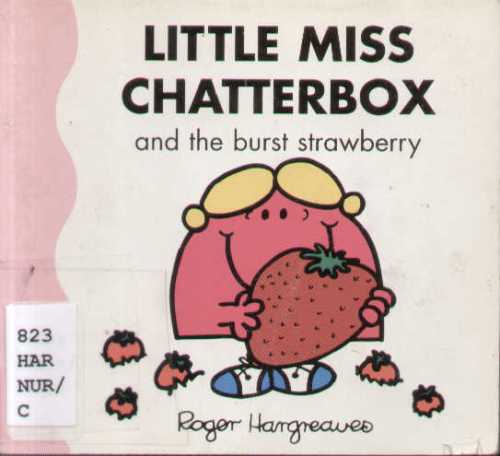 LITTLE MISS
CHATTERBOX
and the burst strawberry
823
HAR
NUR/
C
Roger Hargreaves